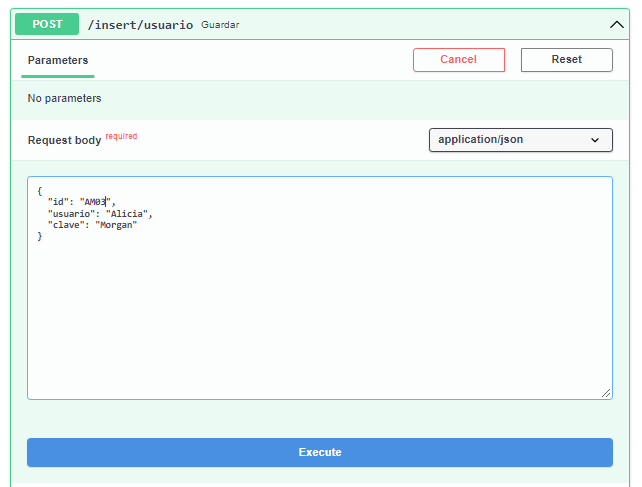 POST /insert/usuario Guardar
Parameters Cancel Reset
No parameters
Request body required application/json
{
"id": "AM03",
"usuario": "Alicia",
"clave": "Morgan"
}
Execute